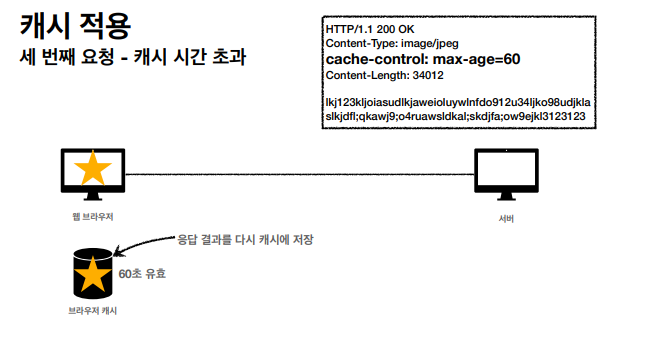 캐시 적용
세 번째 요청 - 캐시 시간 초과
HTTP/1.1 200 OK
Content-Type: image/jpeg
cache-control: max-age=60
Content-Length: 34012
lkj123kljoiasudlkjaweioluywlnfdo912u34ljko98udjkla
slkjdfl;qkawj9;o4ruawsldkal;skdjfa;ow9ejkl3123123
웹 브라우저
서버
응답 결과를 다시 캐시에 저장
60초 유효
브라우저 캐시